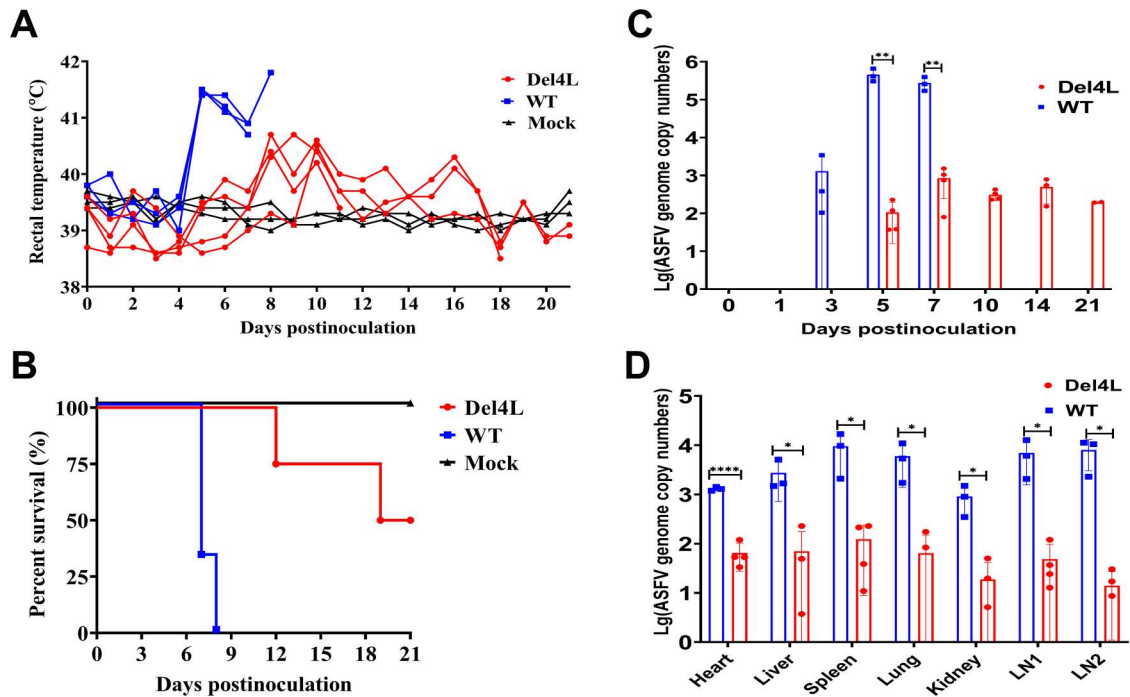 A
Rectal temperature (°C)
42
41
40
39
38
0 2 4 6 8 10 12 14 16 18 20
Days postinoculation
Del4L
WT
Mock
B
Percent survival (%)
100
75
50
25
0
0 3 6 9 12 15 18 21
Days postinoculation
Del4L
WT
Mock
C
Lg(ASFV genome copy numbers)
6
5
4
3
2
1
0
** **
0 1 3 5 7 10 14 21
Days postinoculation
Del4L
WT
D
Lg(ASFV genome copy numbers)
5
4
3
2
1
0
**** * * * * * *
Heart Liver Spleen Lung Kidney LN1 LN2
Del4L
WT